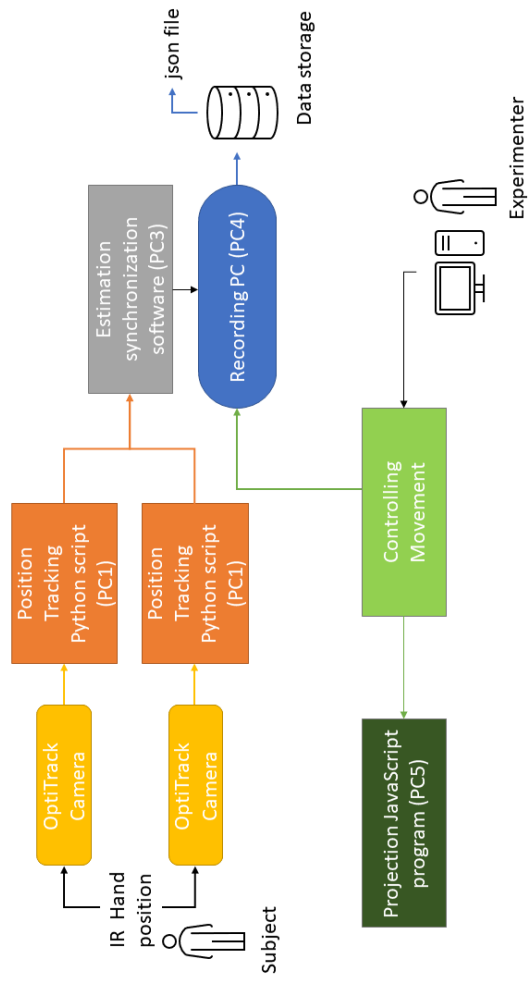 IR Hand
position
Subject
OptiTrack
Camera
OptiTrack
Camera
Position
Tracking
Python script
(PC1)
Position
Tracking
Python script
(PC1)
Estimation
synchronization
software (PC3)
Recording PC (PC4)
json file
Data storage
Projection JavaScript
program (PC5)
Controlling
Movement
Experimenter